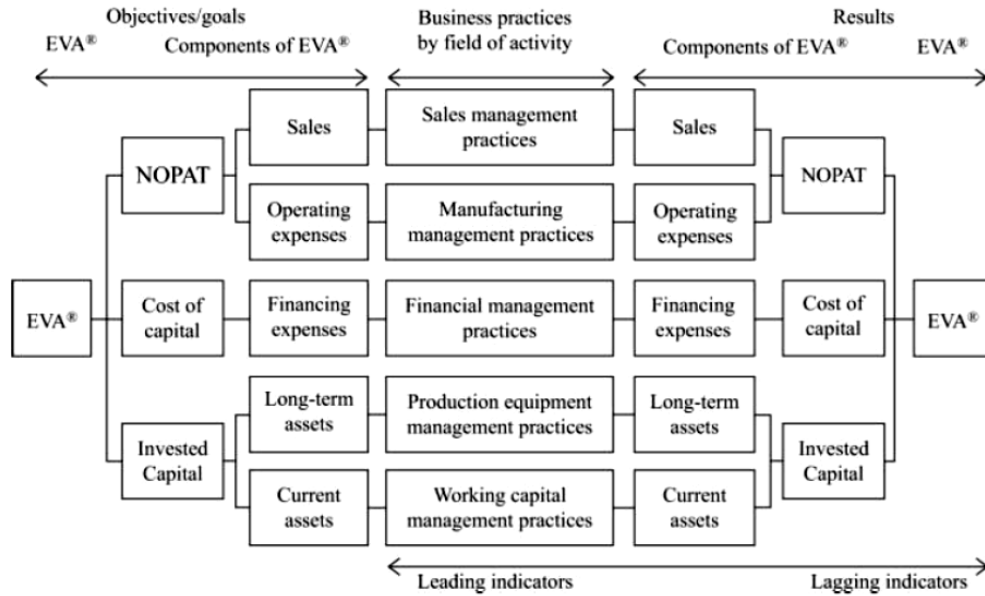 Objectives/goals
Business practices
by field of activity
Results
EVA®
Components of EVA®
Components of EVA®
EVA®
Sales
Sales management
practices
Sales
NOPAT
NOPAT
Operating
expenses
Manufacturing
management practices
Operating
expenses
EVA®
Cost of
capital
Financing
expenses
Financial management
practices
Financing
expenses
Cost of
capital
EVA®
Long-term
assets
Production equipment
management practices
Long-term
assets
Invested
Capital
Invested
Capital
Current
assets
Working capital
management practices
Current
assets
Leading indicators
Lagging indicators